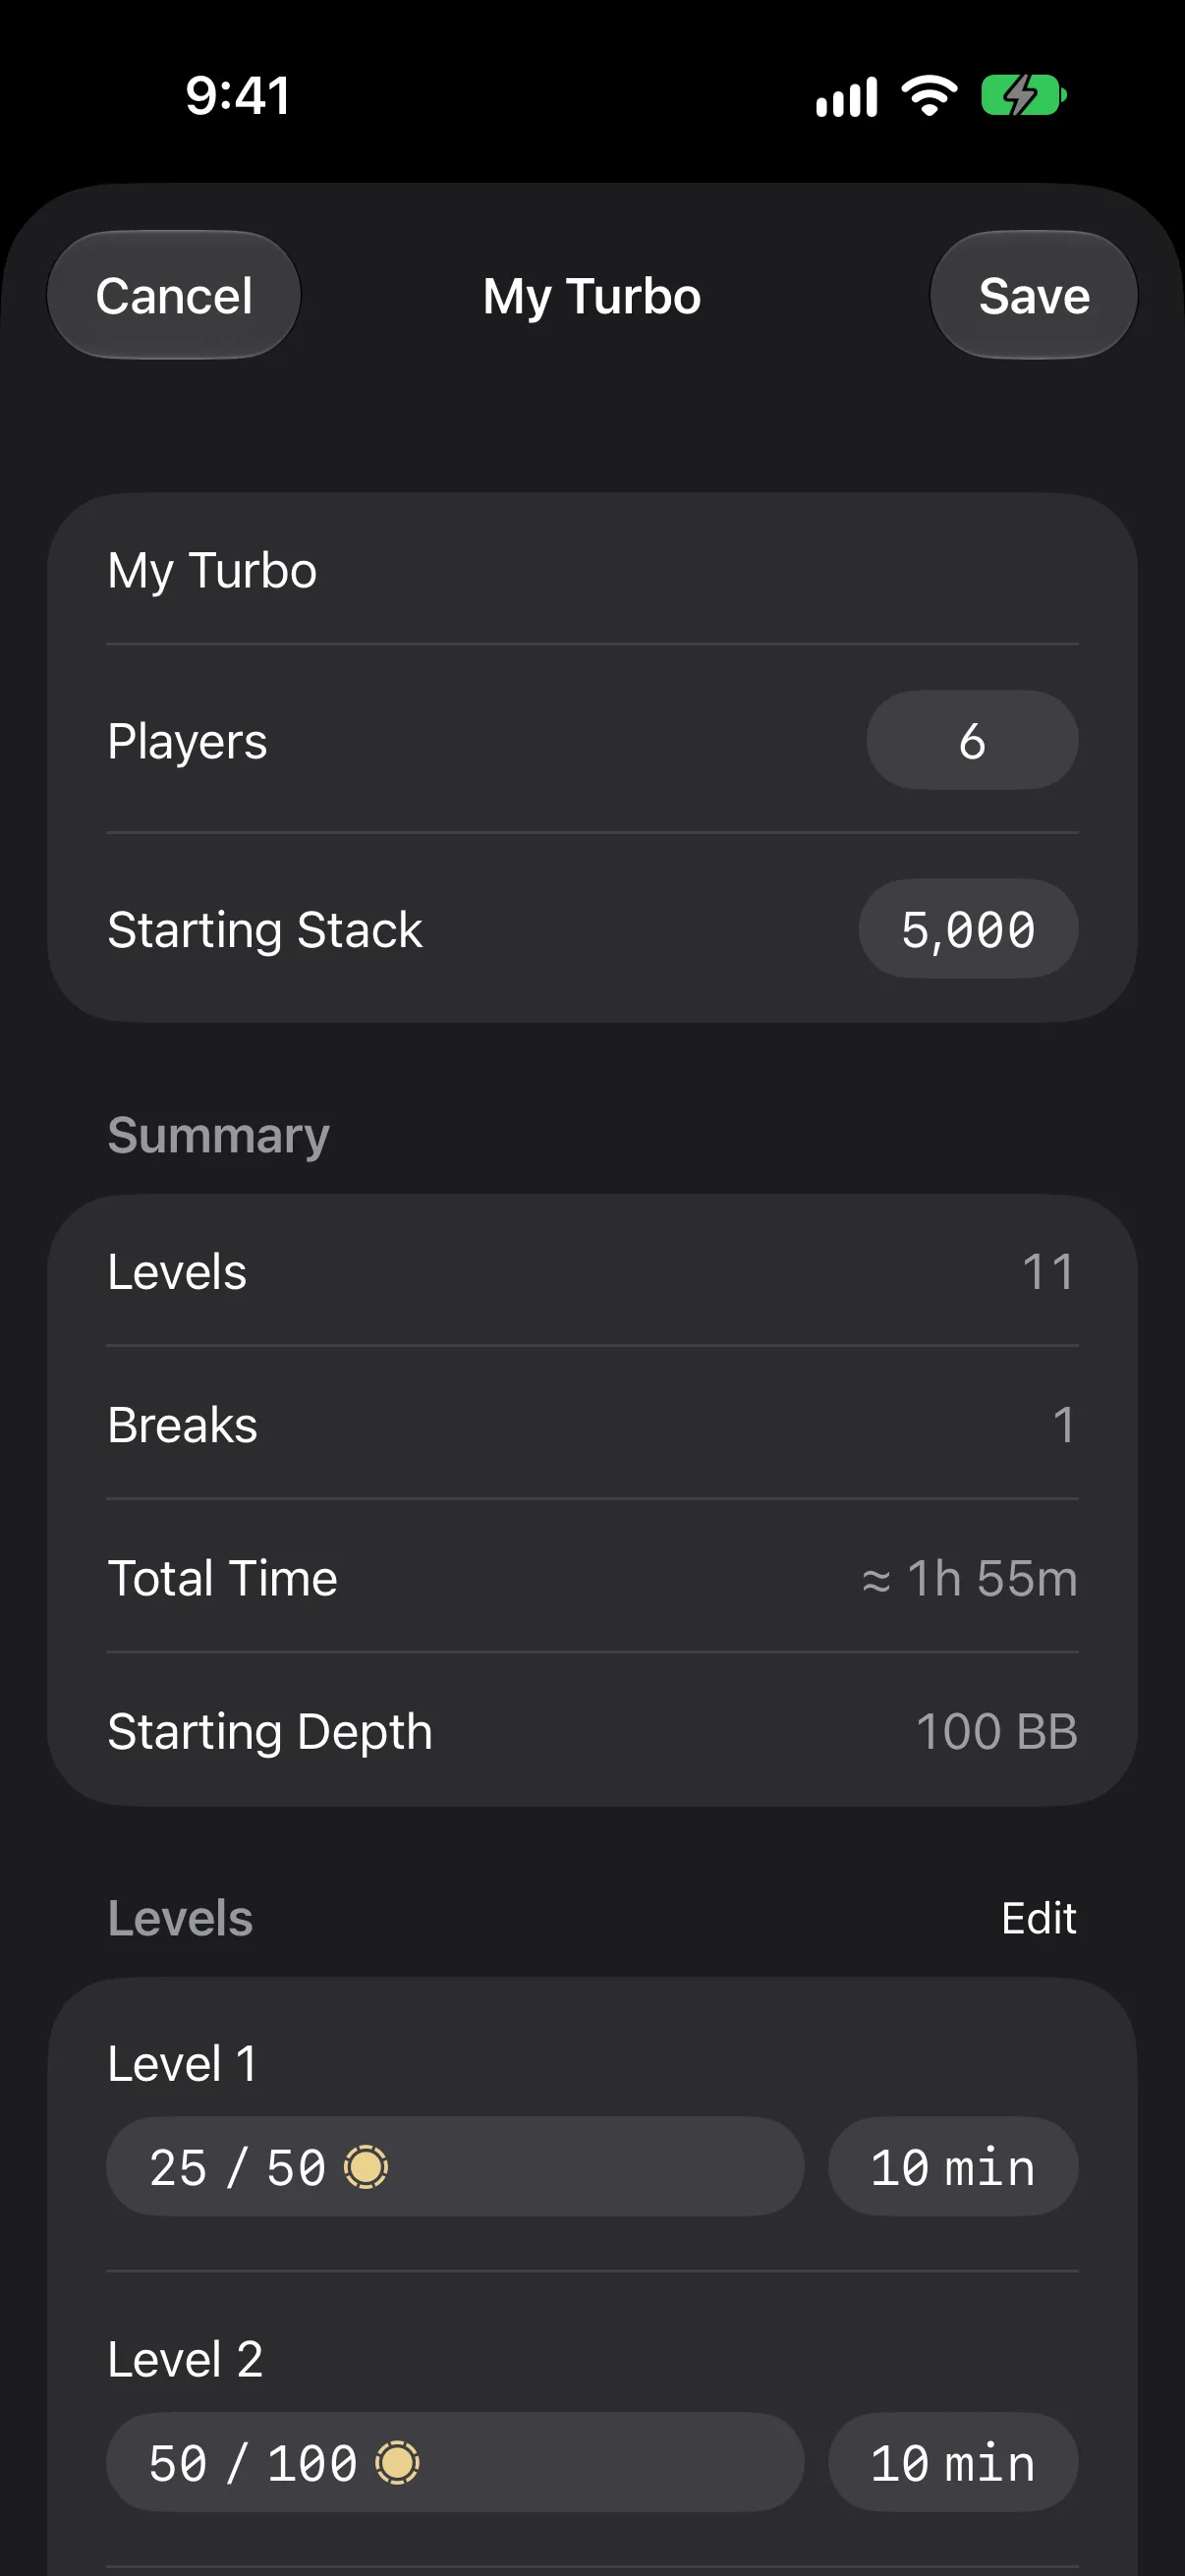 9:41
Cancel My Turbo Save
My Turbo
Players 6
Starting Stack 5,000
Summary
Levels 11
Breaks 1
Total Time ≈ 1h 55m
Starting Depth 100 BB
Levels Edit
Level 1
25 / 50 10 min
Level 2
50 / 100 10 min